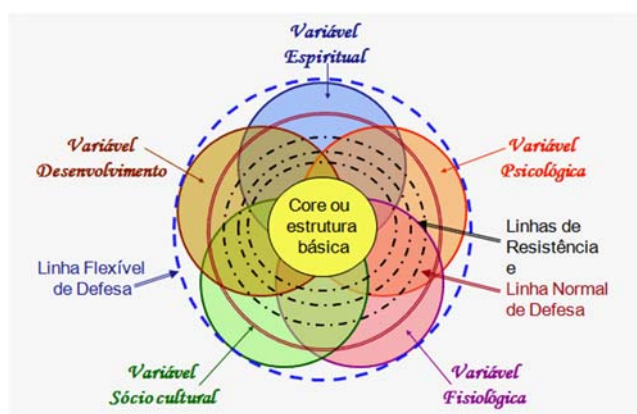 Variável
Espiritual
Variável
Desenvolvimento
Variável
Psicológica
Core ou
estrutura
básica
Linhas de
Resistência
e
Linha Normal
de Defesa
Linha Flexível
de Defesa
Variável
Sócio cultural
Variável
Fisiológica